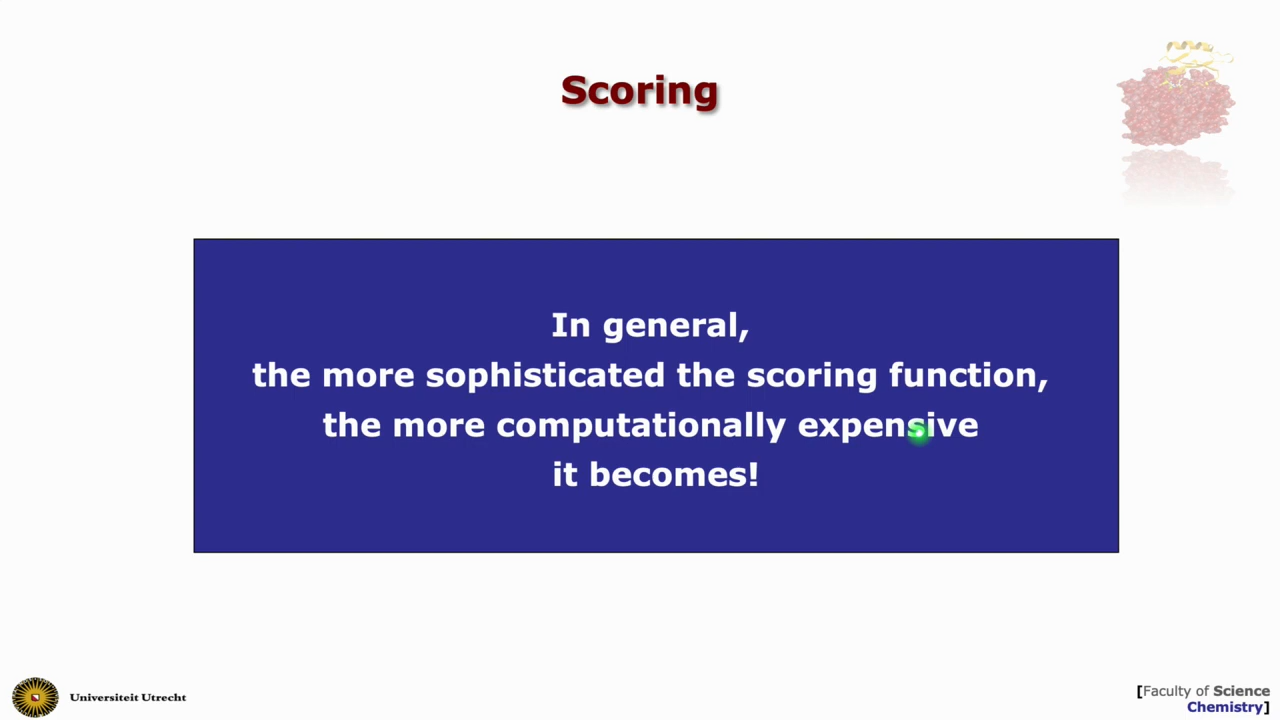 Scoring
In general,
the more sophisticated the scoring function,
the more computationally expensive
it becomes!
Universiteit Utrecht
[Faculty of Science
Chemistry]